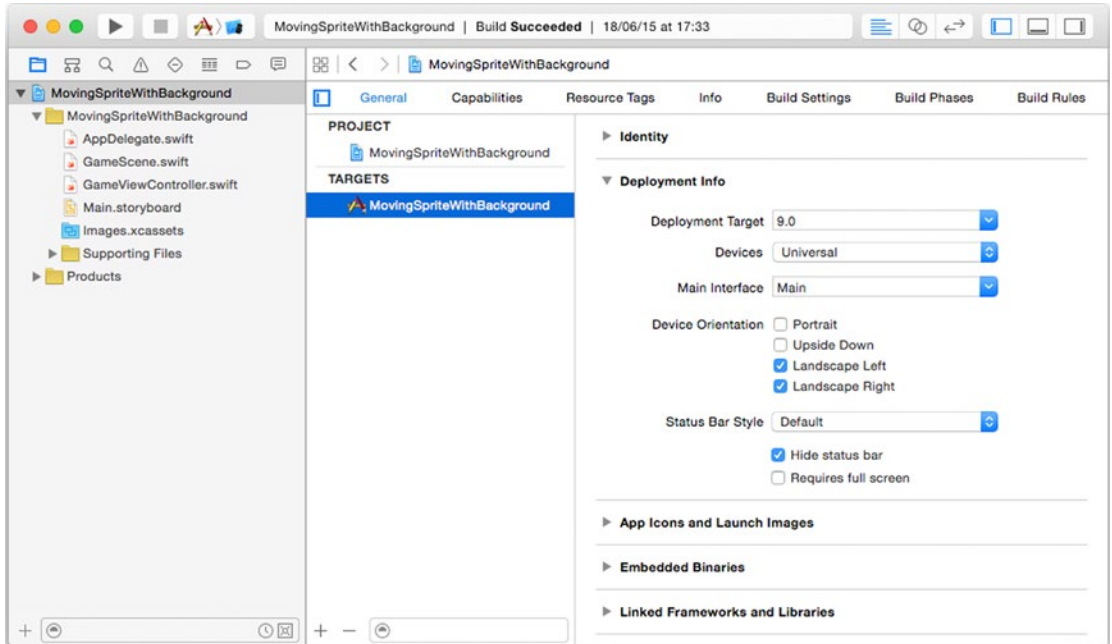 MovingSpriteWithBackground | Build Succeeded | 18/06/15 at 17:33
MovingSpriteWithBackground
MovingSpriteWithBackground
AppDelegate.swift
GameScene.swift
GameViewController.swift
Main.storyboard
Images.xcassets
Supporting Files
Products
MovingSpriteWithBackground
General Capabilities Resource Tags Info Build Settings Build Phases Build Rules
PROJECT
MovingSpriteWithBackground
TARGETS
MovingSpriteWithBackground
Identity
Deployment Info
Deployment Target 9.0
Devices Universal
Main Interface Main
Device Orientation Portrait
Upside Down
Landscape Left
Landscape Right
Status Bar Style Default
Hide status bar
Requires full screen
App Icons and Launch Images
Embedded Binaries
Linked Frameworks and Libraries